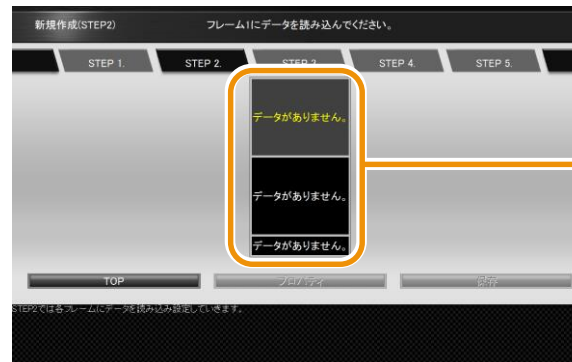 新規作成(STEP2)
フレーム1にデータを読み込んでください。
STEP 1.
STEP 2.
STEP 3.
STEP 4.
STEP 5.
データがありません。
データがありません。
データがありません。
TOP
プロパティ
保存
STEP2では各フレームにデータを読み込み設定していきます。